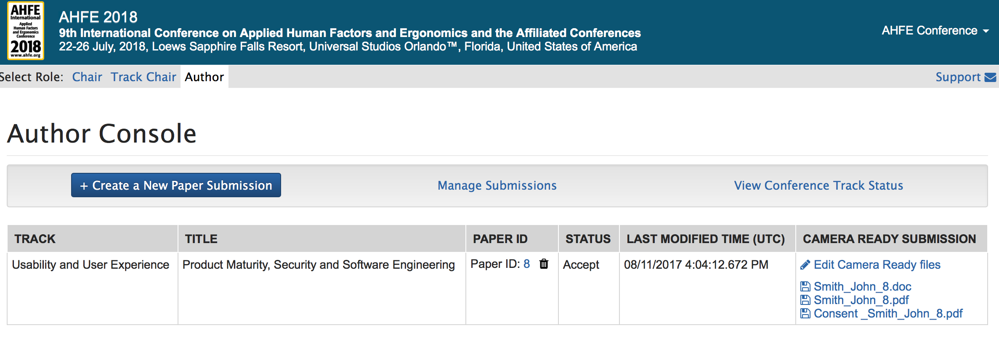 AHFE
International
Applied
Human Factors
and Ergonomics
Conference
2018
www.ahfe.org
AHFE 2018
9th International Conference on Applied Human Factors and Ergonomics and the Affiliated Conferences
22-26 July, 2018, Loews Sapphire Falls Resort, Universal Studios Orlando™, Florida, United States of America
AHFE Conference
Select Role: Chair Track Chair Author Support
Author Console
+ Create a New Paper Submission Manage Submissions View Conference Track Status
TRACK TITLE PAPER ID STATUS LAST MODIFIED TIME (UTC) CAMERA READY SUBMISSION
Usability and User Experience Product Maturity, Security and Software Engineering Paper ID: 8 Accept 08/11/2017 4:04:12.672 PM Edit Camera Ready files
Smith_John_8.doc
Smith_John_8.pdf
Consent _Smith_John_8.pdf